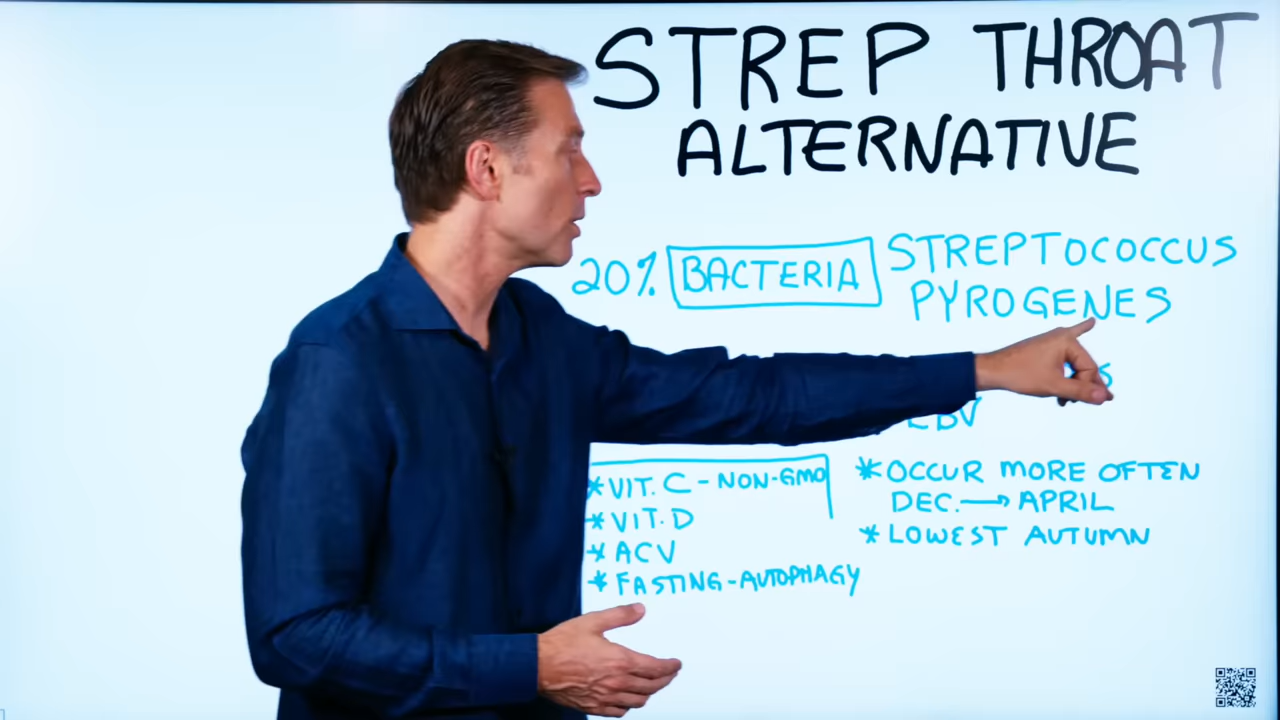 STREP THROAT
ALTERNATIVE
20% BACTERIA STREPTOCOCCUS
PYROGENES
EBV
*VIT. C - NON-GMO
*VIT. D
*ACV
*FASTING-AUTOPHAGY
*OCCUR MORE OFTEN
DEC. → APRIL
*LOWEST AUTUMN